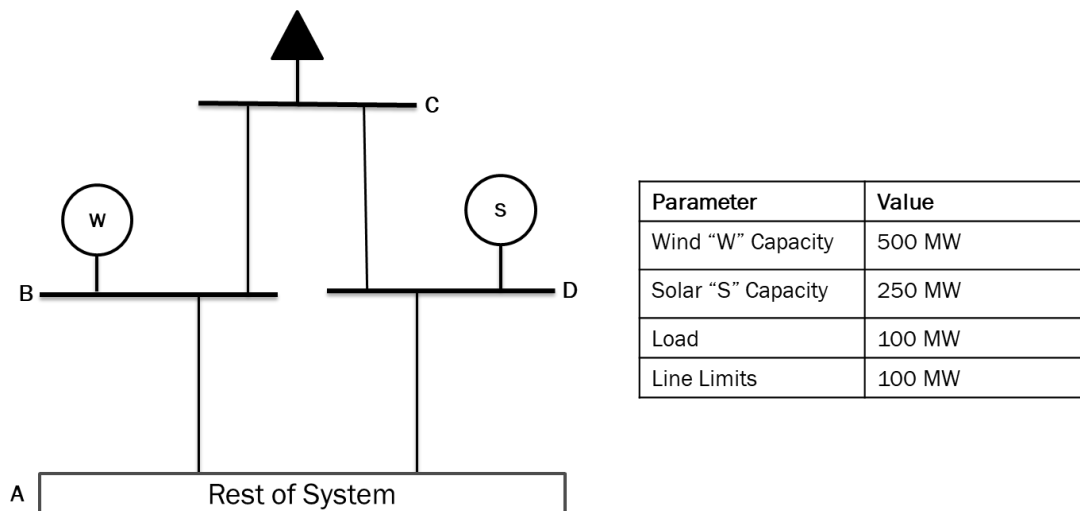 C
W
S
B
D
A
Rest of System
Parameter Value
Wind “W” Capacity 500 MW
Solar “S” Capacity 250 MW
Load 100 MW
Line Limits 100 MW